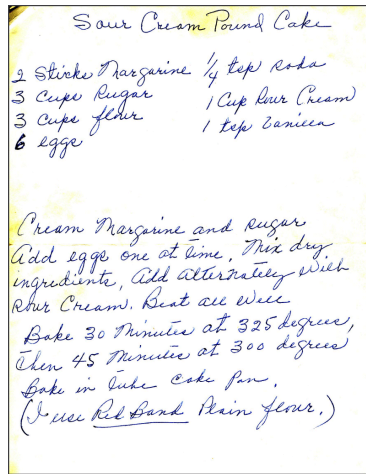 Sour Cream Pound Cake
2 Sticks Margarine 1/4 tsp soda
3 cups sugar 1 Cup Sour Cream
3 cups flour 1 tsp Vanilla
6 eggs
Cream Margarine and sugar
Add eggs one at time, Mix dry
ingredients, Add Alternately with
Sour Cream. Beat all well
Bake 30 Minutes at 325 degrees,
then 45 Minutes at 300 degrees
Bake in tube cake pan.
(I use Red Band Plain flour.)